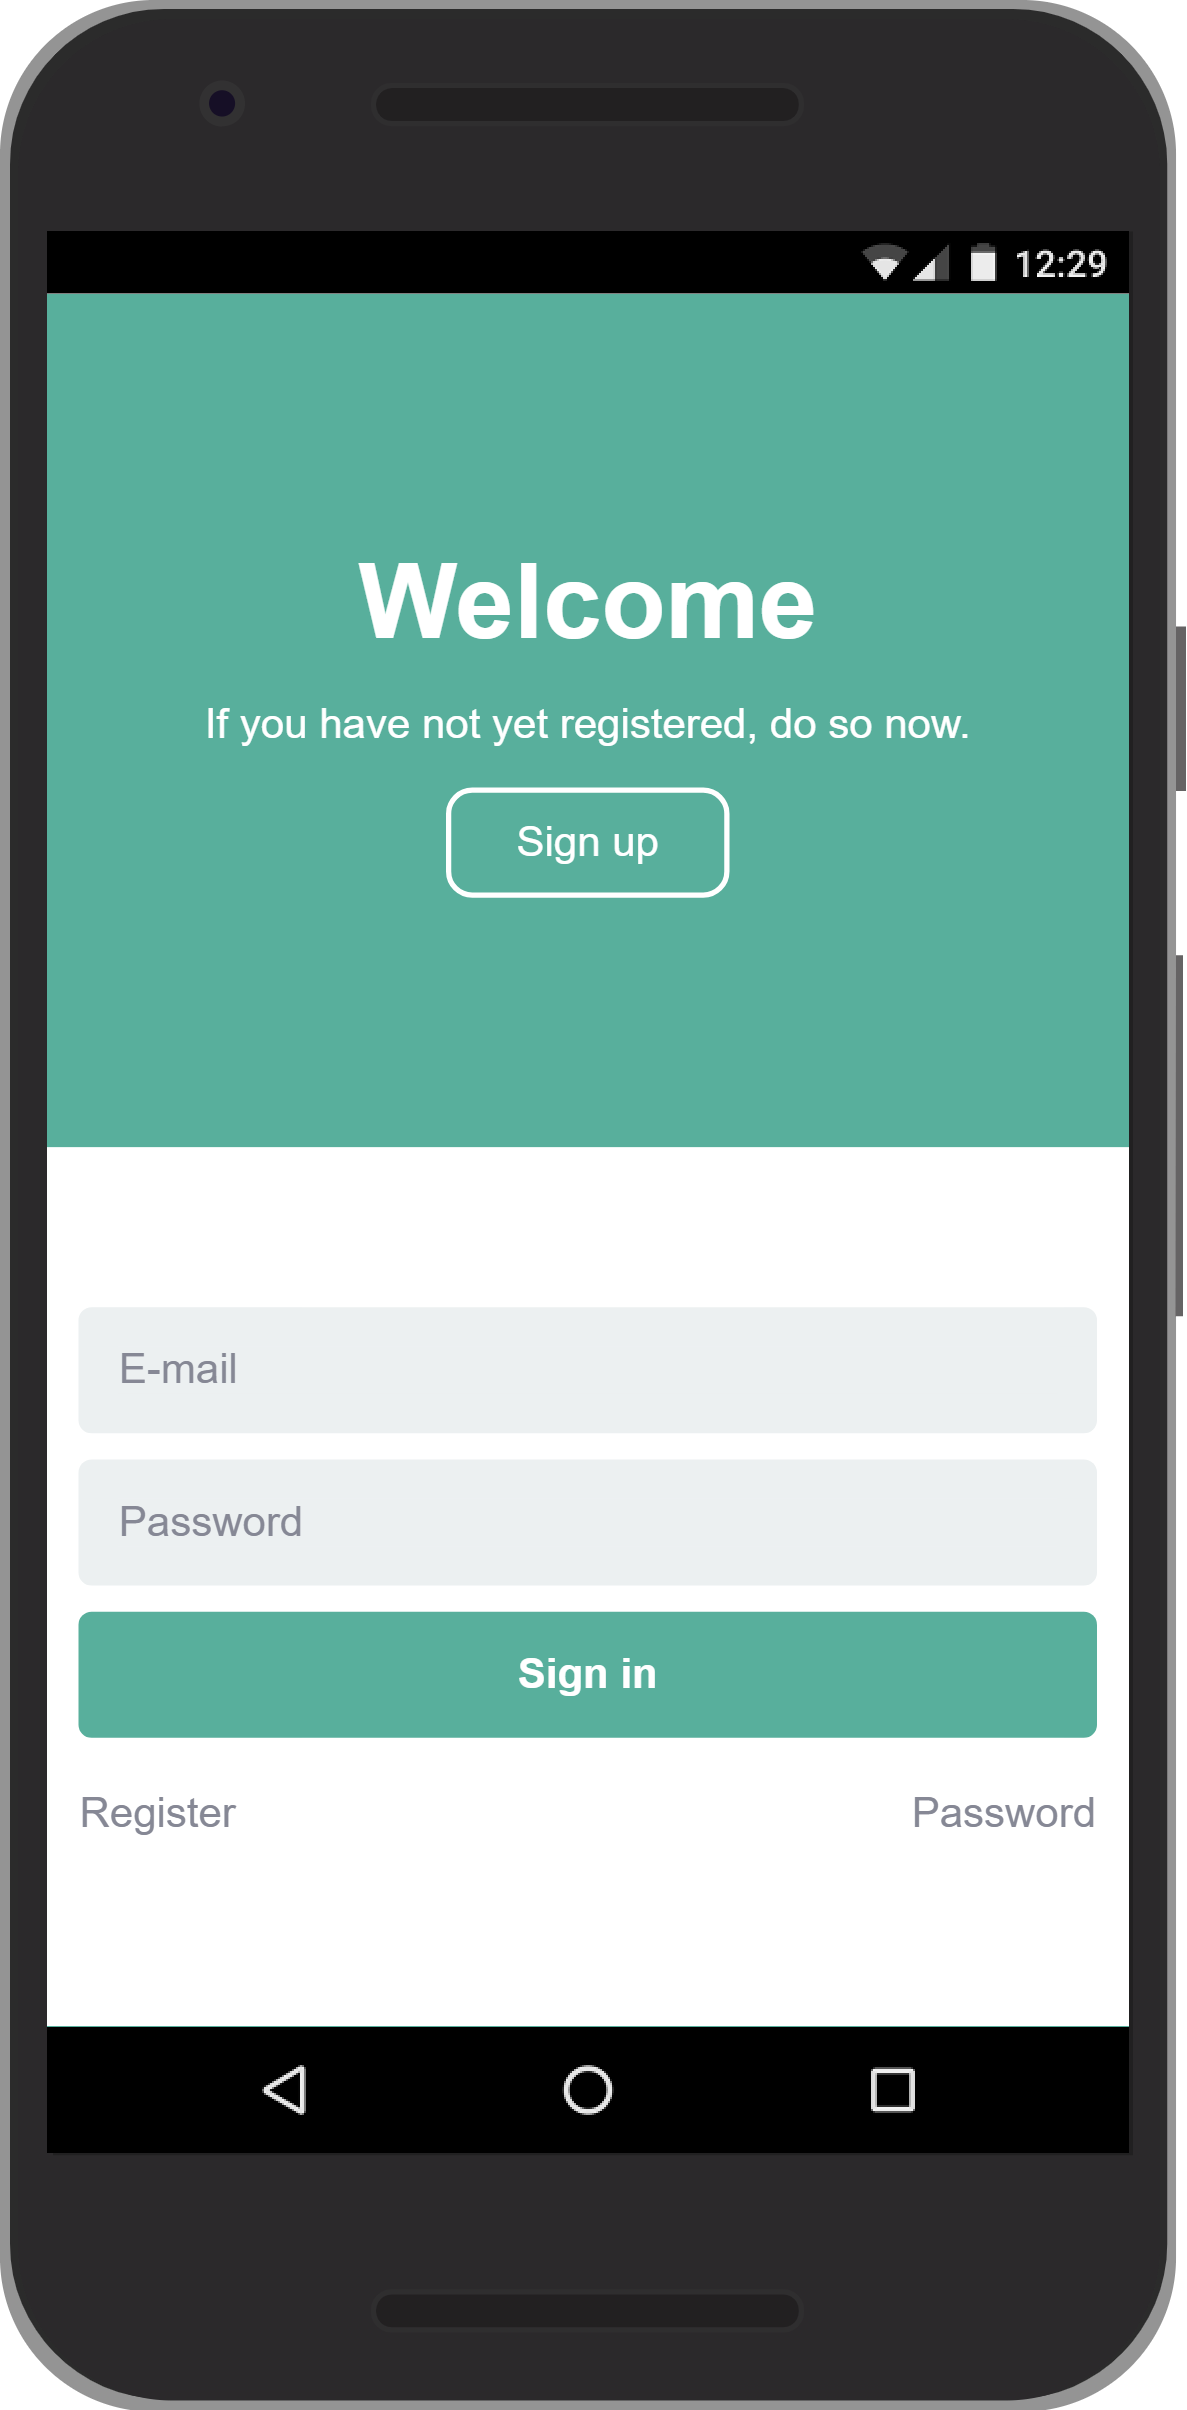 12:29
Welcome
If you have not yet registered, do so now.
Sign up
E-mail
Password
Sign in
Register Password